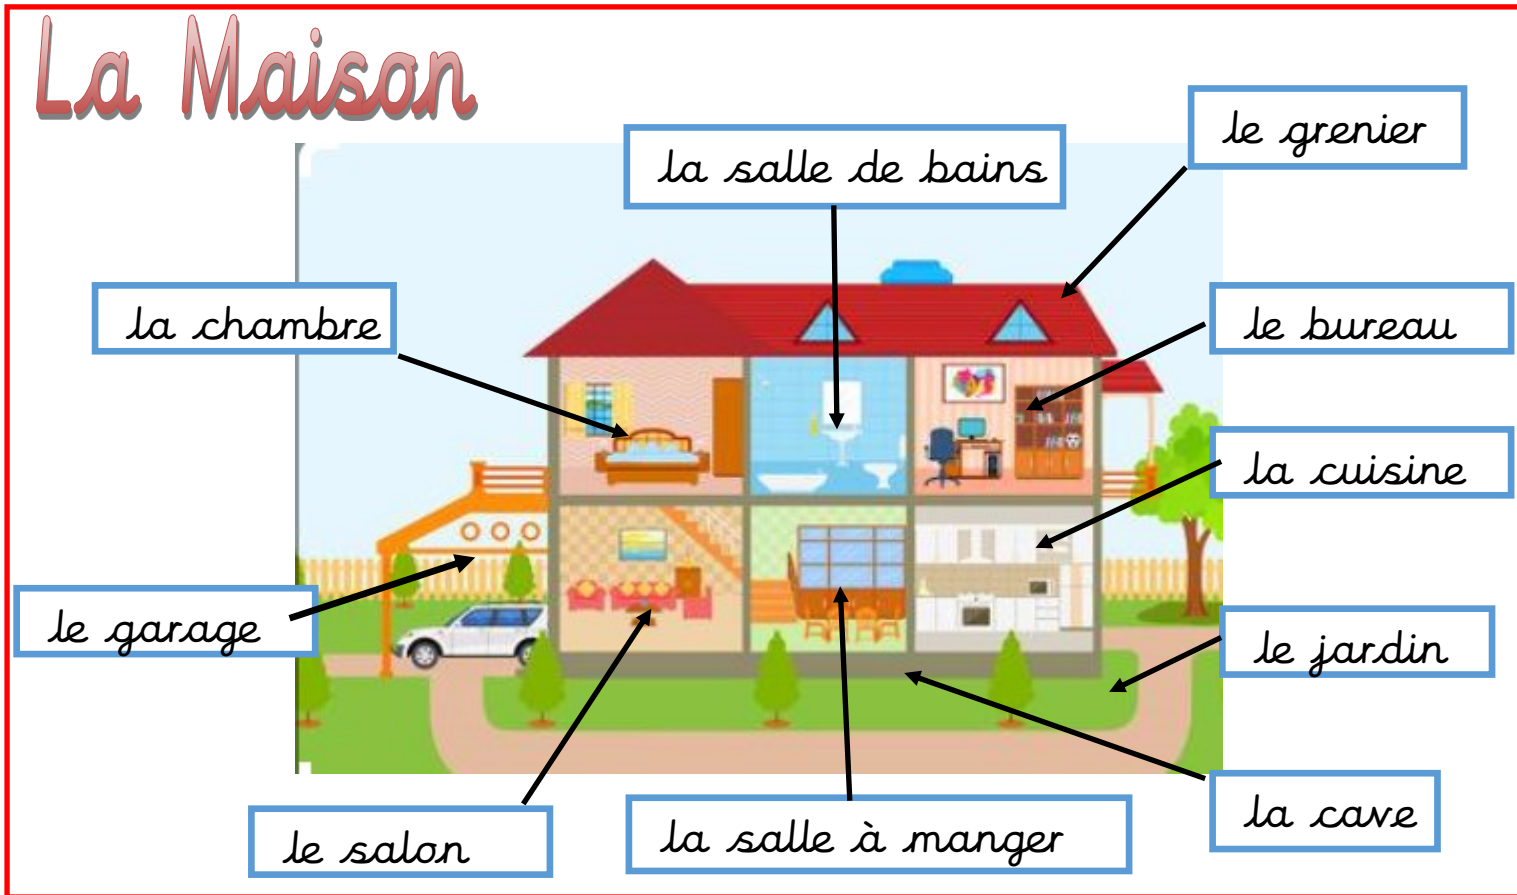 La Maison
le grenier
la salle de bains
la chambre
le bureau
la cuisine
le garage
le jardin
le salon
la salle à manger
la cave